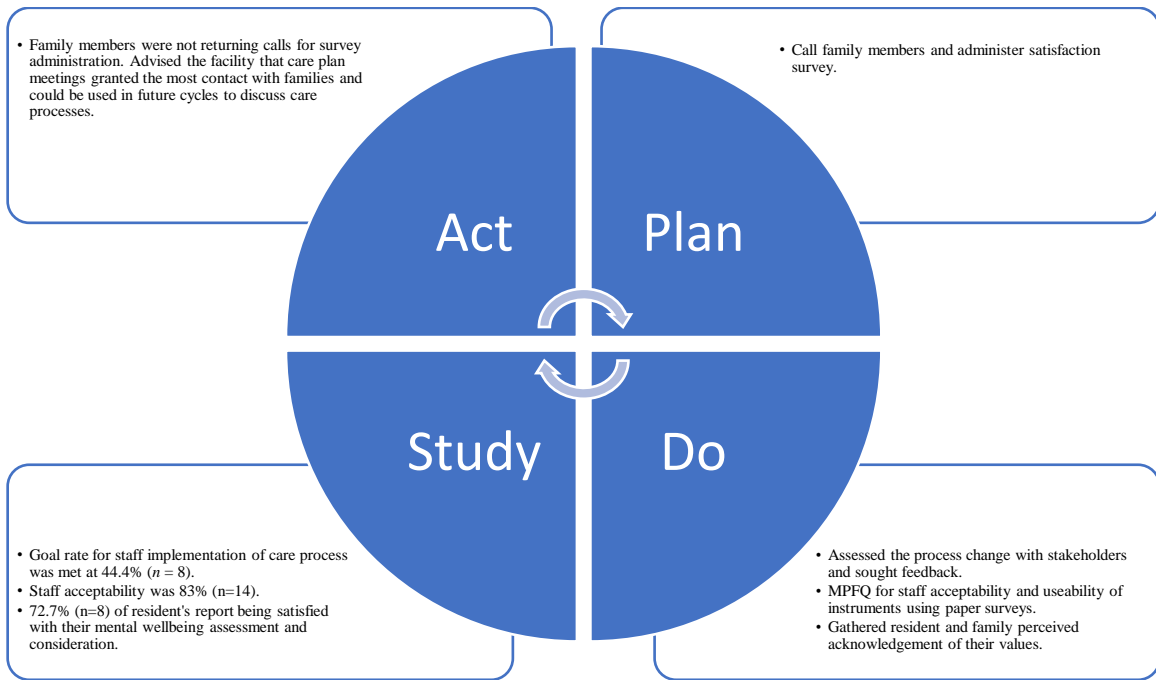 • Family members were not returning calls for survey
administration. Advised the facility that care plan
meetings granted the most contact with families and
could be used in future cycles to discuss care
processes.
• Call family members and administer satisfaction
survey.
Act
Plan
Study
Do
• Goal rate for staff implementation of care process
was met at 44.4% (n = 8).
• Staff acceptability was 83% (n=14).
• 72.7% (n=8) of resident's report being satisfied
with their mental wellbeing assessment and
consideration.
• Assessed the process change with stakeholders
and sought feedback.
• MPFQ for staff acceptability and useability of
instruments using paper surveys.
• Gathered resident and family perceived
acknowledgement of their values.